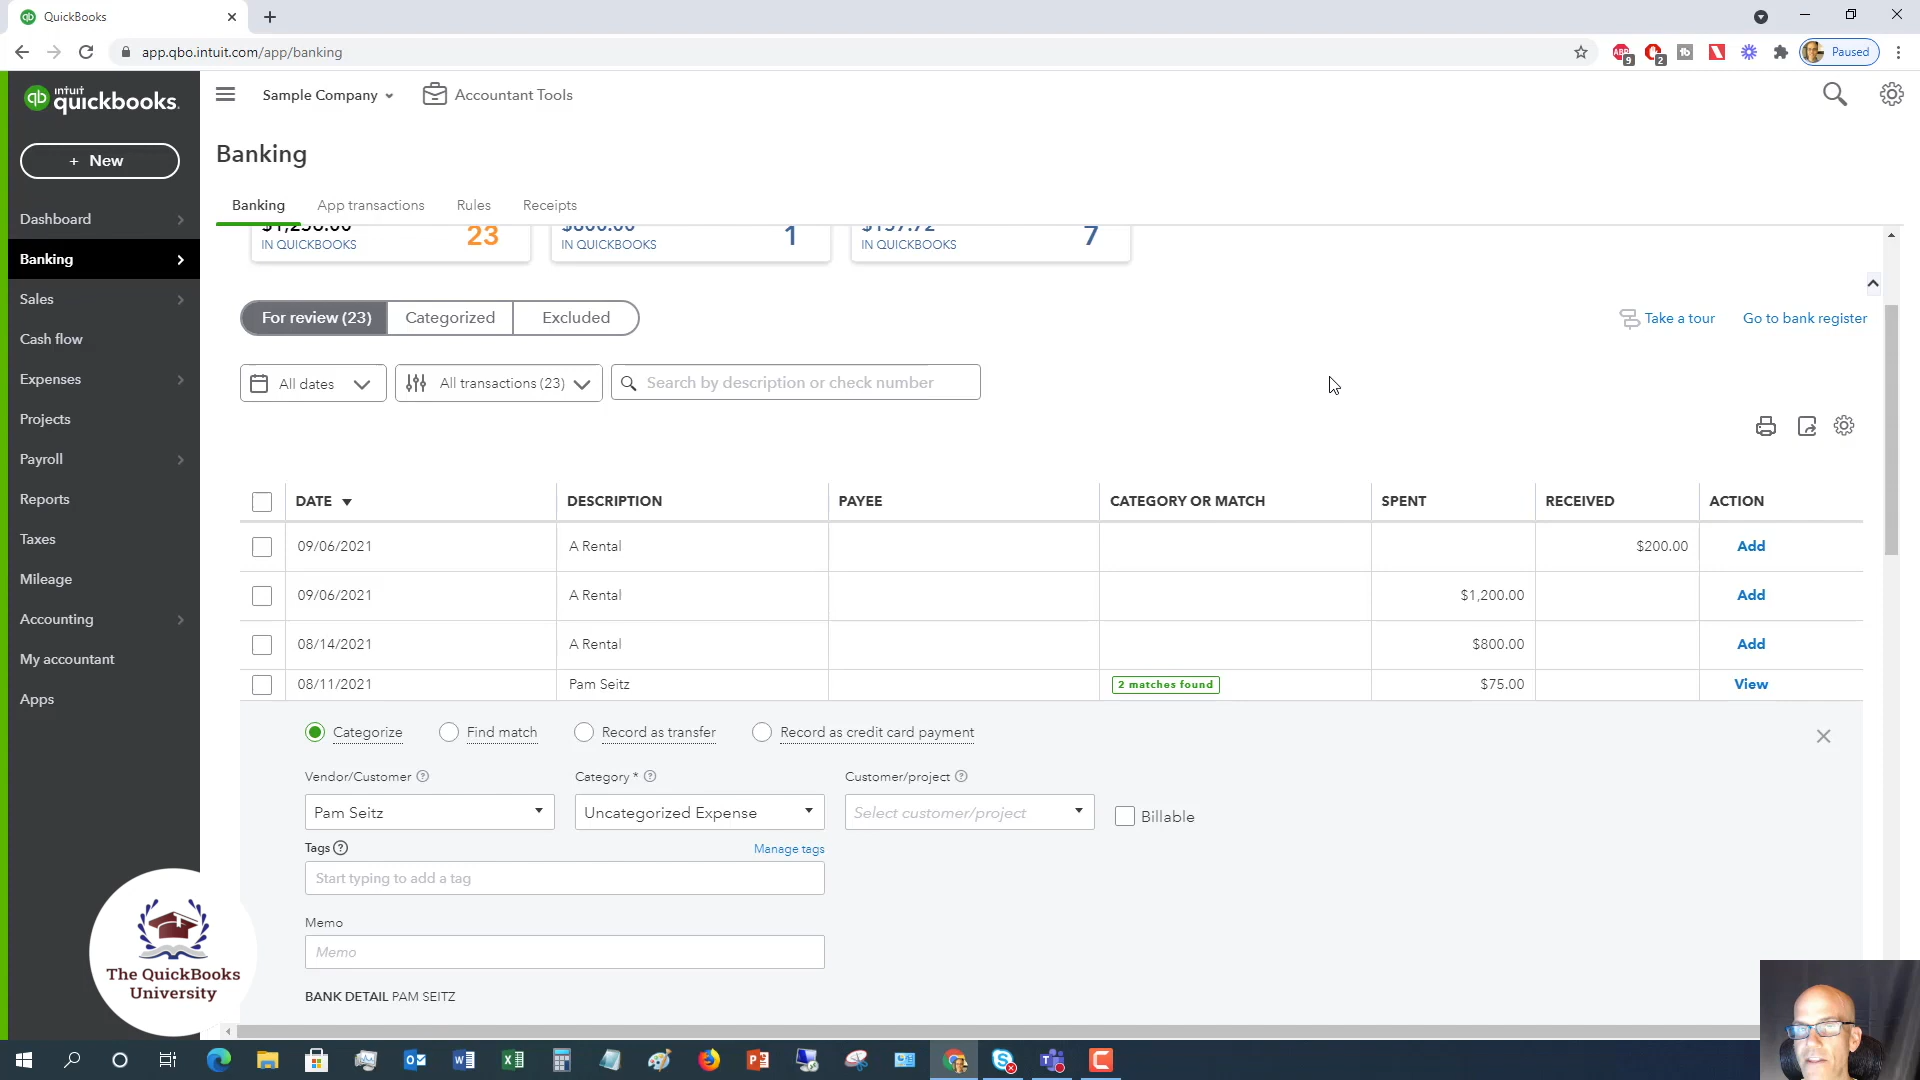 QuickBooks
app.qbo.intuit.com/app/banking
9
2
Paused
intuit
quickbooks.
Sample Company
Accountant Tools
+ New
Banking
Banking App transactions Rules Receipts
Dashboard
Banking
Sales
Cash flow
Expenses
Projects
Payroll
Reports
Taxes
Mileage
Accounting
My accountant
Apps
23 1 7
IN QUICKBOOKS IN QUICKBOOKS IN QUICKBOOKS
For review (23) Categorized Excluded
Take a tour Go to bank register
All dates All transactions (23) Search by description or check number
DATE DESCRIPTION PAYEE CATEGORY OR MATCH SPENT RECEIVED ACTION
09/06/2021 A Rental $200.00 Add
09/06/2021 A Rental $1,200.00 Add
08/14/2021 A Rental $800.00 Add
08/11/2021 Pam Seitz 2 matches found $75.00 View
Categorize Find match Record as transfer Record as credit card payment
Vendor/Customer Category * Customer/project
Pam Seitz Uncategorized Expense Select customer/project Billable
Tags Manage tags
Start typing to add a tag
Memo
Memo
BANK DETAIL PAM SEITZ
The QuickBooks
University